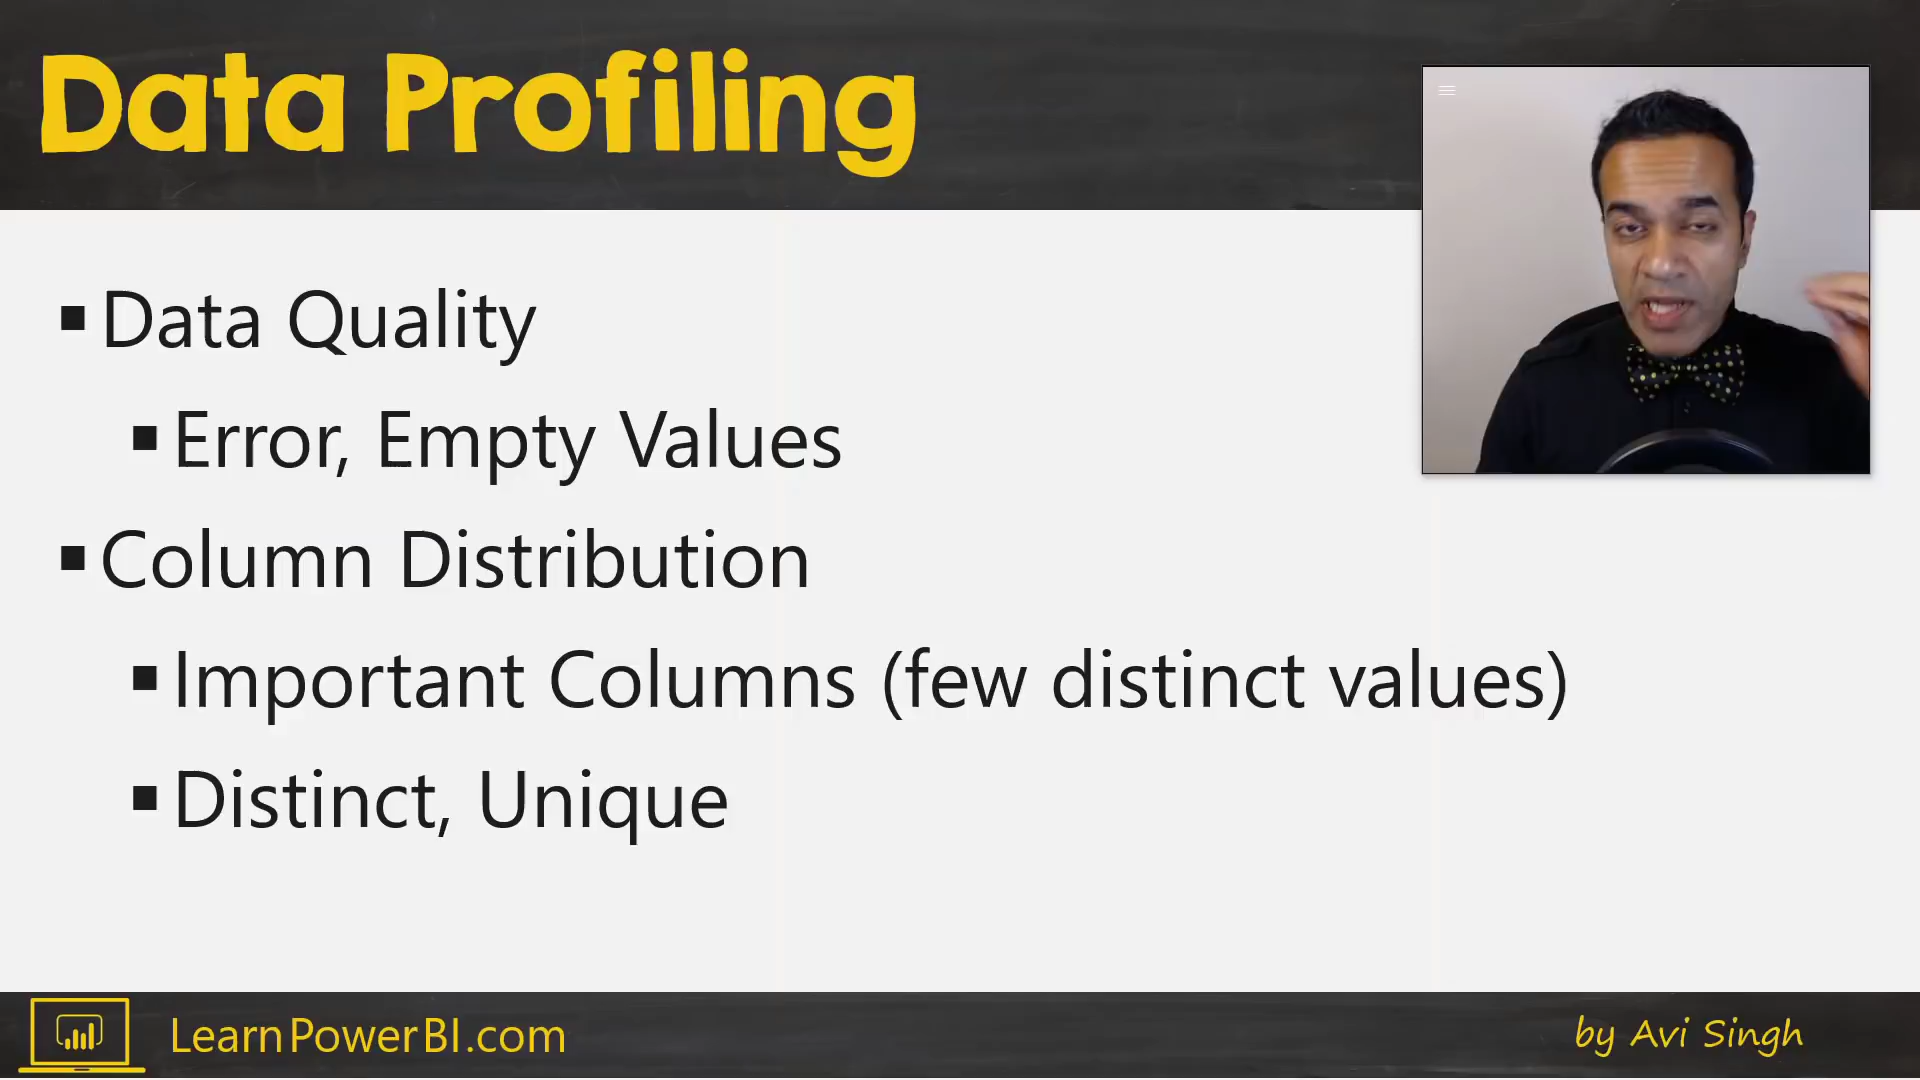 Data Profiling
Data Quality
Error, Empty Values
Column Distribution
Important Columns (few distinct values)
Distinct, Unique
LearnPowerBI.com
by Avi Singh